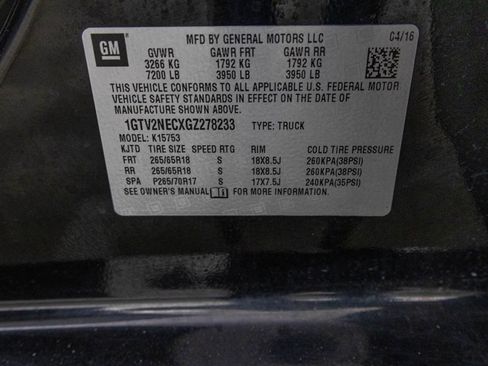 GM
MFD BY GENERAL MOTORS LLC 04/16
GVWR GAWR FRT GAWR RR
3266 KG 1792 KG 1792 KG
7200 LB 3950 LB 3950 LB
THIS VEHICLE CONFORMS TO ALL APPLICABLE U.S. FEDERAL MOTOR
VEHICLE SAFETY STANDARDS IN EFFECT ON THE DATE OF
MANUFACTURE SHOWN ABOVE.
1GTV2NECXGZ278233 TYPE: TRUCK
MODEL: K15753
KJTD TIRE SIZE SPEED RTG RIM COLD TIRE PRESSURE
FRT 265/65R18 S 18X8.5J 260KPA(38PSI)
RR 265/65R18 S 18X8.5J 260KPA(38PSI)
SPA P265/70R17 S 17X7.5J 240KPA(35PSI)
SEE OWNER'S MANUAL FOR MORE INFORMATION.